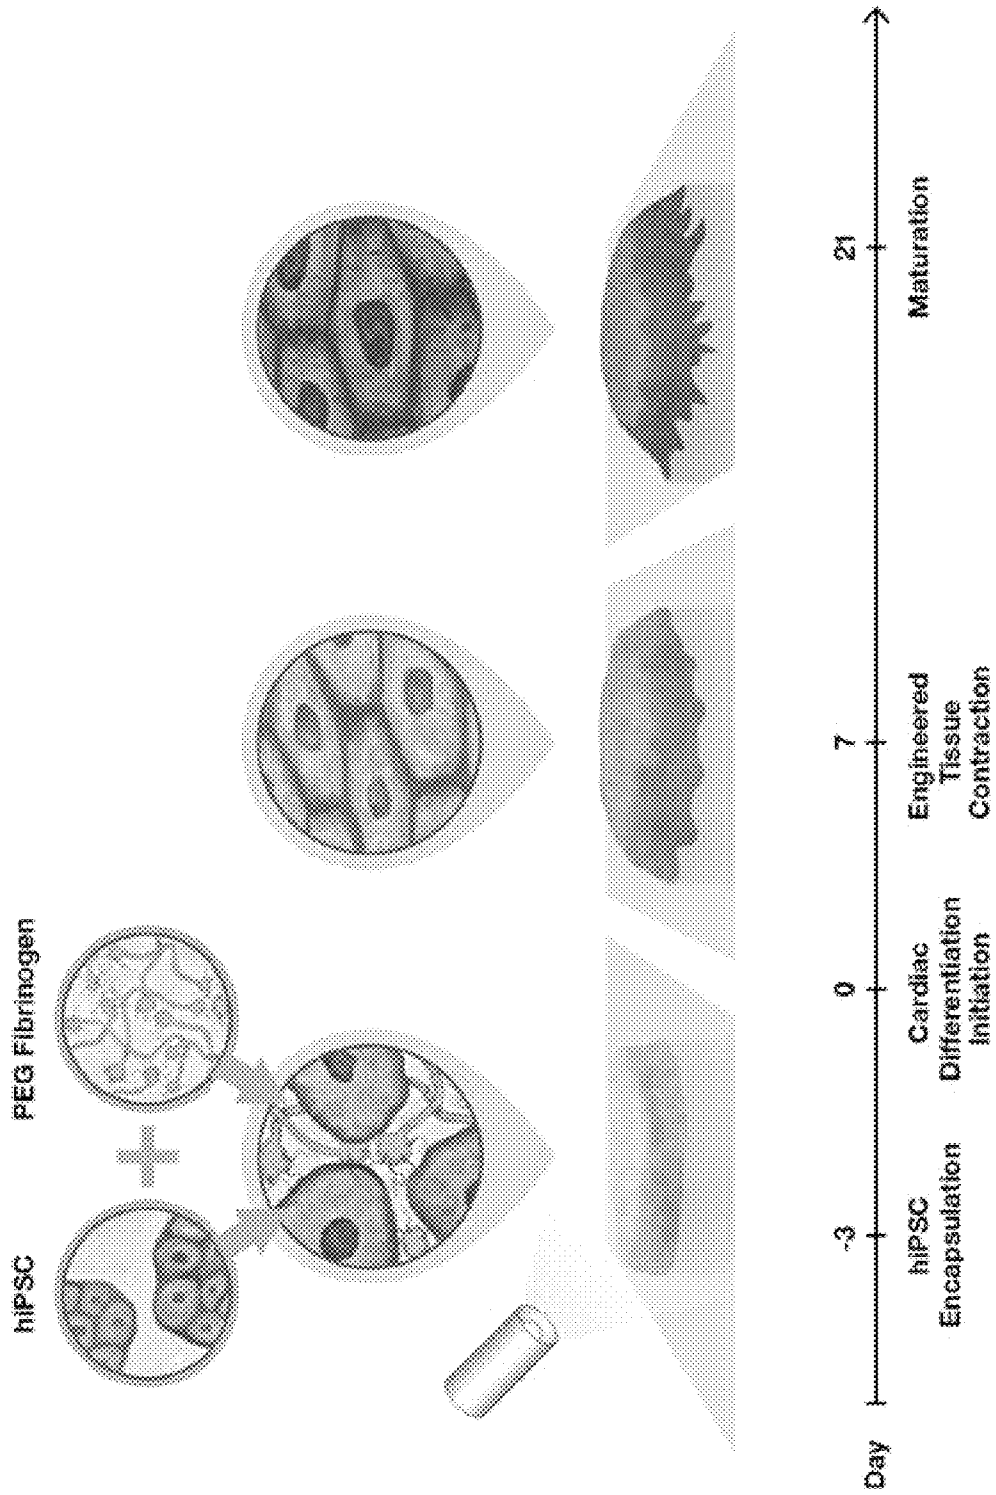 hiPSC
PEG Fibrinogen
Day
-3
0
7
21
hiPSC
Encapsulation
Cardiac
Differentiation
Initiation
Engineered
Tissue
Contraction
Maturation